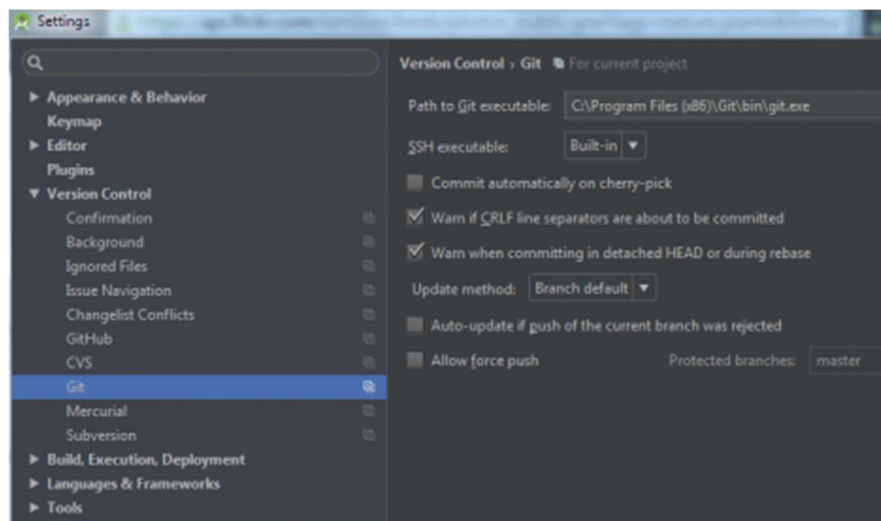 Settings
Version Control › Git For current project
Appearance & Behavior
Keymap
Editor
Plugins
Version Control
Confirmation
Background
Ignored Files
Issue Navigation
Changelist Conflicts
GitHub
CVS
Git
Mercurial
Subversion
Build, Execution, Deployment
Languages & Frameworks
Tools
Path to Git executable: C:\Program Files (x86)\Git\bin\git.exe
SSH executable: Built-in
Commit automatically on cherry-pick
Warn if CRLF line separators are about to be committed
Warn when committing in detached HEAD or during rebase
Update method: Branch default
Auto-update if push of the current branch was rejected
Allow force push Protected branches: master